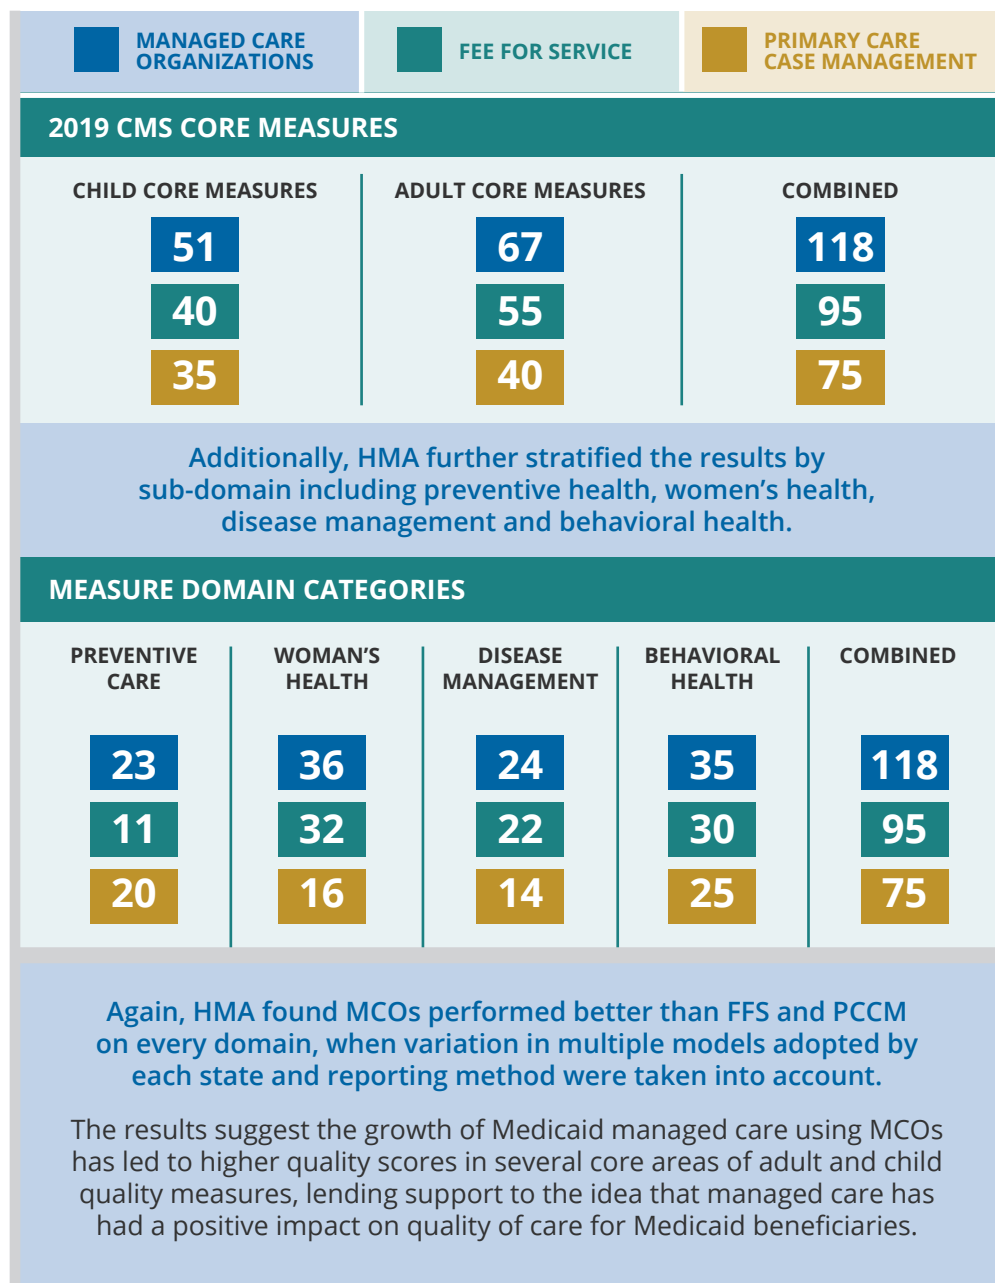 MANAGED CARE
ORGANIZATIONS
FEE FOR SERVICE
PRIMARY CARE
CASE MANAGEMENT
2019 CMS CORE MEASURES
CHILD CORE MEASURES
ADULT CORE MEASURES
COMBINED
51
67
118
40
55
95
35
40
75
Additionally, HMA further stratified the results by
sub-domain including preventive health, women’s health,
disease management and behavioral health.
MEASURE DOMAIN CATEGORIES
PREVENTIVE
CARE
WOMAN’S
HEALTH
DISEASE
MANAGEMENT
BEHAVIORAL
HEALTH
COMBINED
23
36
24
35
118
11
32
22
30
95
20
16
14
25
75
Again, HMA found MCOs performed better than FFS and PCCM
on every domain, when variation in multiple models adopted by
each state and reporting method were taken into account.
The results suggest the growth of Medicaid managed care using MCOs
has led to higher quality scores in several core areas of adult and child
quality measures, lending support to the idea that managed care has
had a positive impact on quality of care for Medicaid beneficiaries.